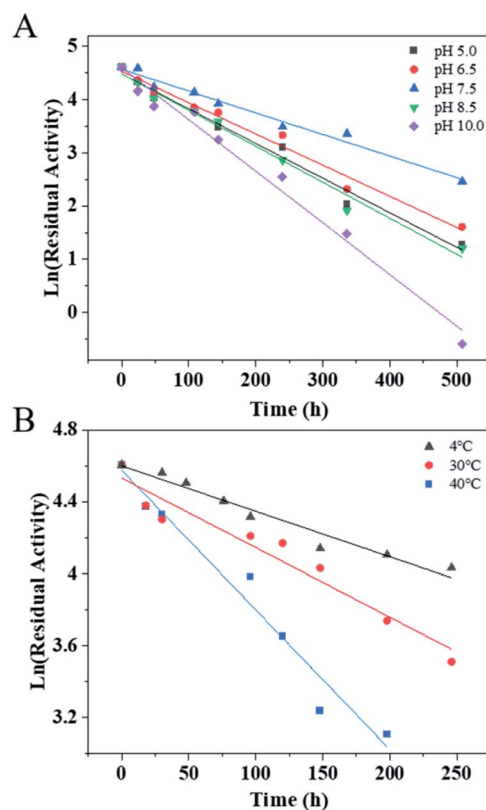 A
5
4
3
2
1
0
Ln(Residual Activity)
pH 5.0
pH 6.5
pH 7.5
pH 8.5
pH 10.0
0 100 200 300 400 500
Time (h)
B
4.8
4.4
4.0
3.6
3.2
Ln(Residual Activity)
4°C
30°C
40°C
0 50 100 150 200 250
Time (h)